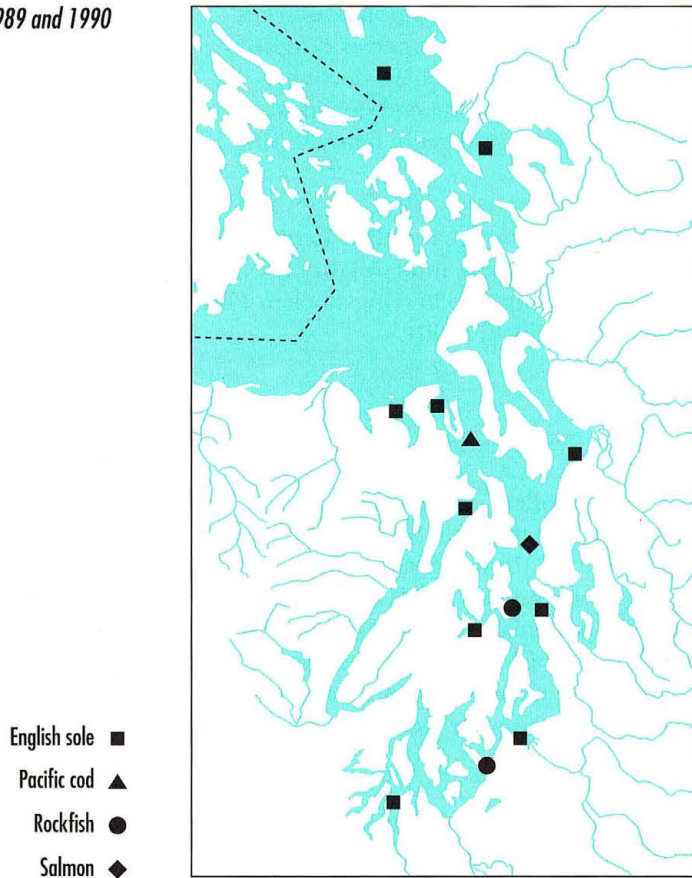 989 and 1990
English sole
Pacific cod
Rockfish
Salmon